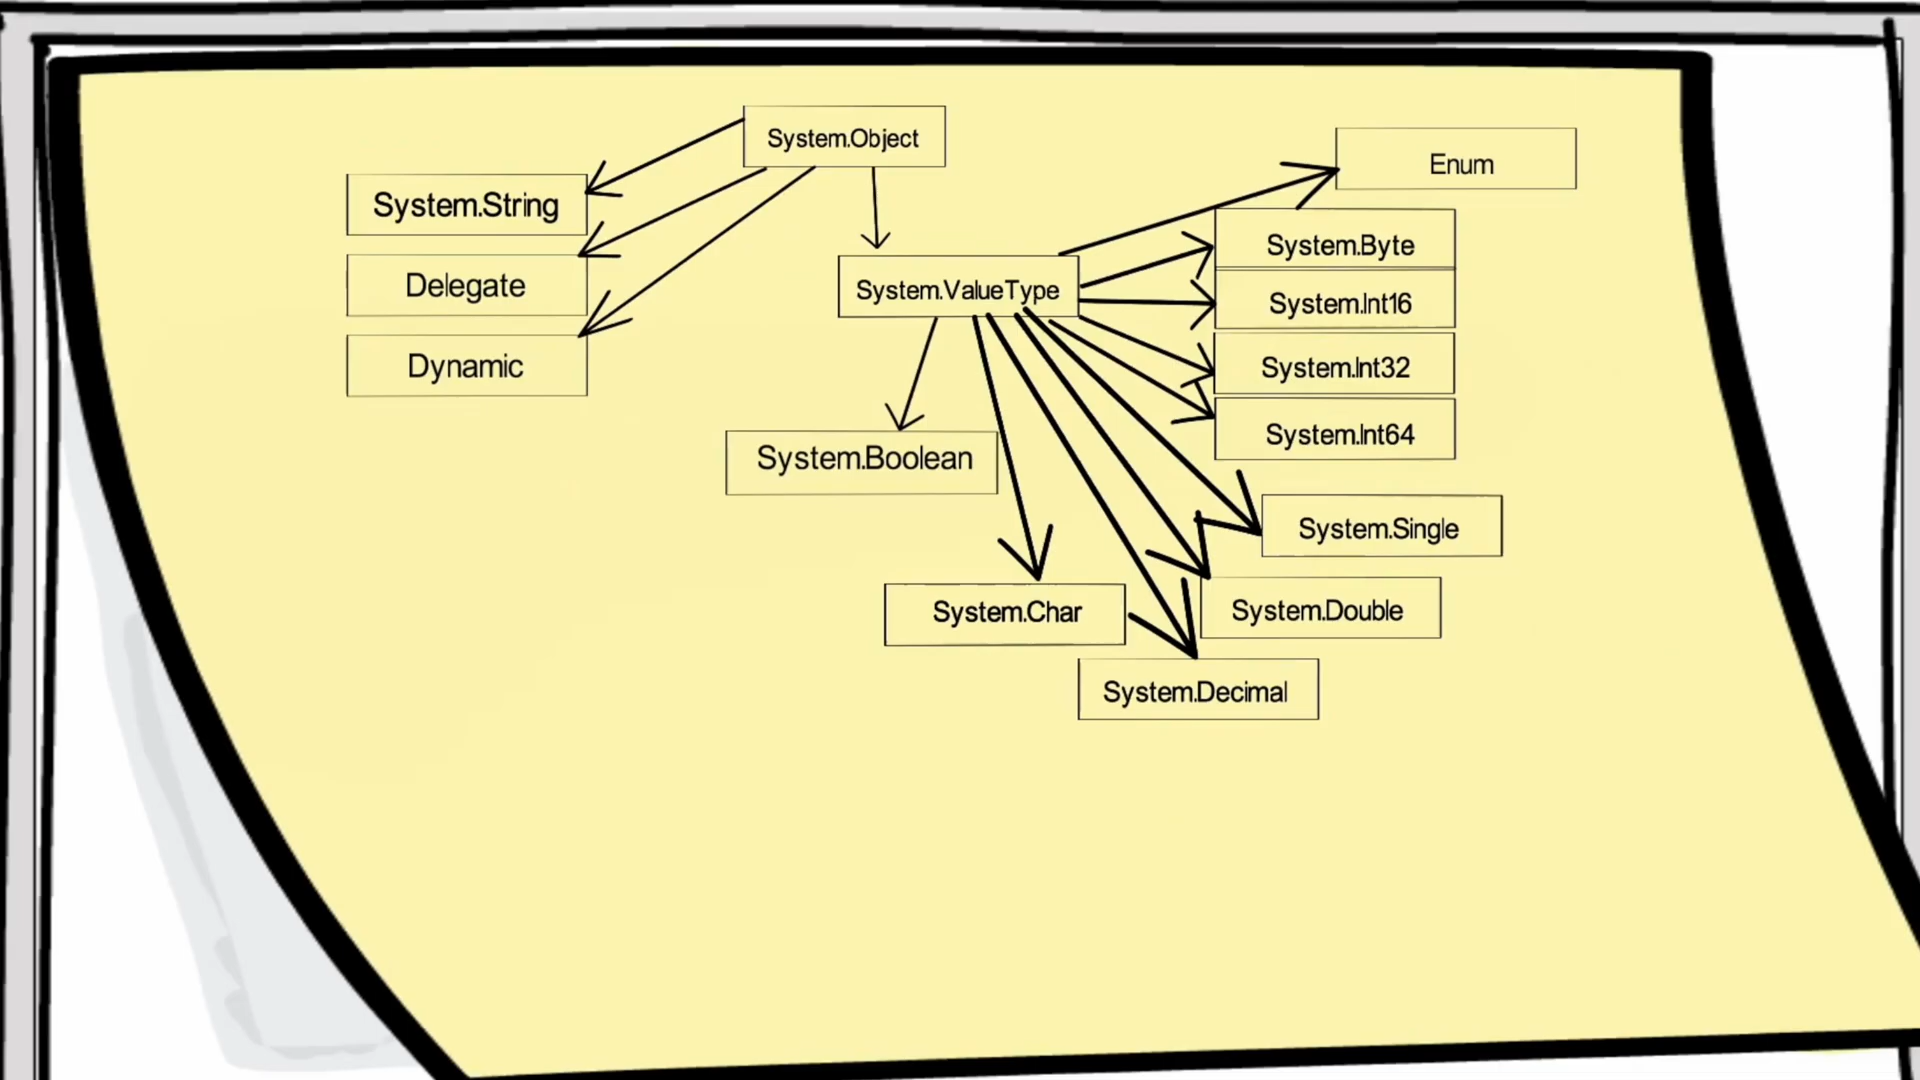 System.Object
Enum
System.String
System.Byte
Delegate
System.ValueType
System.Int16
Dynamic
System.Int32
System.Int64
System.Boolean
System.Single
System.Char
System.Double
System.Decimal